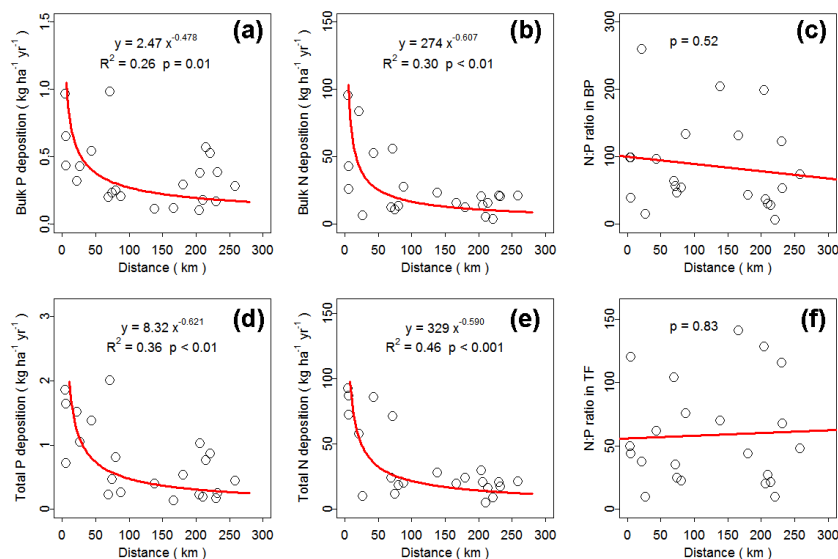 (a)
y = 2.47 x^-0.478
R^2 = 0.26 p = 0.01
Bulk P deposition ( kg ha^-1 yr^-1 )
0.0 0.5 1.0 1.5
0 50 100 150 200 250 300
Distance ( km )
(b)
y = 274 x^-0.607
R^2 = 0.30 p < 0.01
Bulk N deposition ( kg ha^-1 yr^-1 )
0 50 100 150
0 50 100 150 200 250 300
Distance ( km )
(c)
p = 0.52
N:P ratio in BP
0 100 200 300
0 50 100 150 200 250 300
Distance ( km )
(d)
y = 8.32 x^-0.621
R^2 = 0.36 p < 0.01
Total P deposition ( kg ha^-1 yr^-1 )
0 1 2 3
0 50 100 150 200 250 300
Distance ( km )
(e)
y = 329 x^-0.590
R^2 = 0.46 p < 0.001
Total N deposition ( kg ha^-1 yr^-1 )
0 50 100 150
0 50 100 150 200 250 300
Distance ( km )
(f)
p = 0.83
N:P ratio in TF
0 50 100 150
0 50 100 150 200 250 300
Distance ( km )